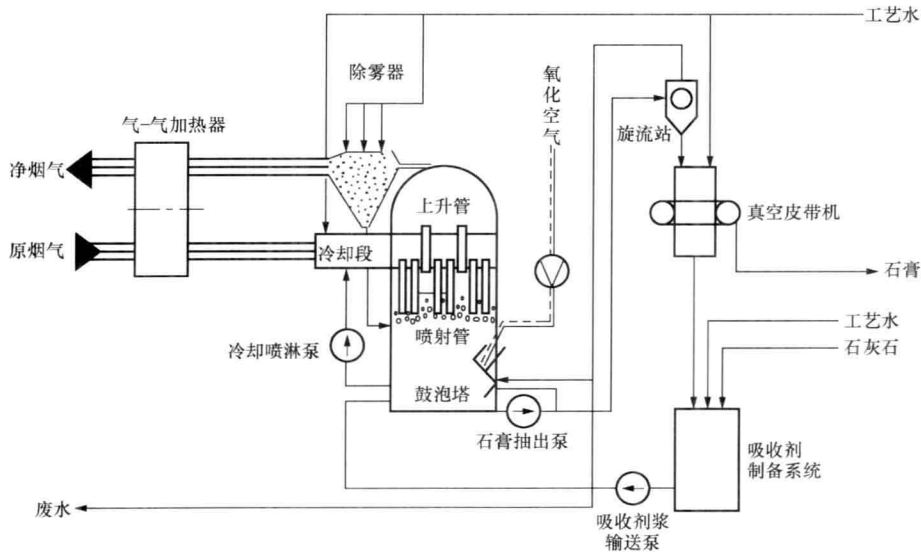 工艺水
除雾器
氧化空气
旋流站
气-气加热器
净烟气
上升管
真空皮带机
原烟气
冷却段
石膏
喷射管
工艺水
冷却喷淋泵
石灰石
鼓泡塔
石膏抽出泵
吸收剂
制备系统
废水
吸收剂浆
输送泵